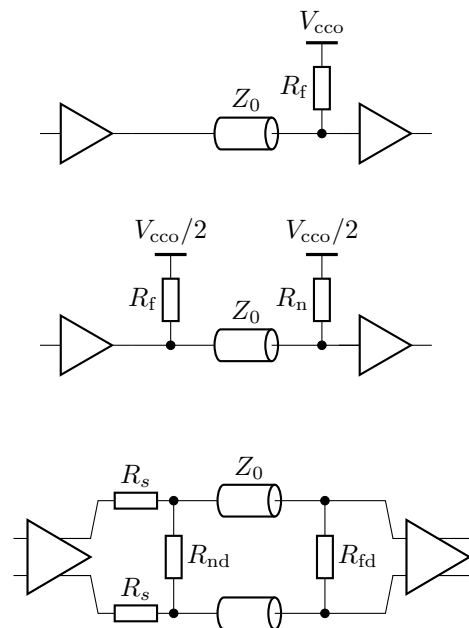 V_cco
R_f
Z_0
V_cco/2 V_cco/2
R_f Z_0 R_n
R_s Z_0
R_nd R_fd
R_s